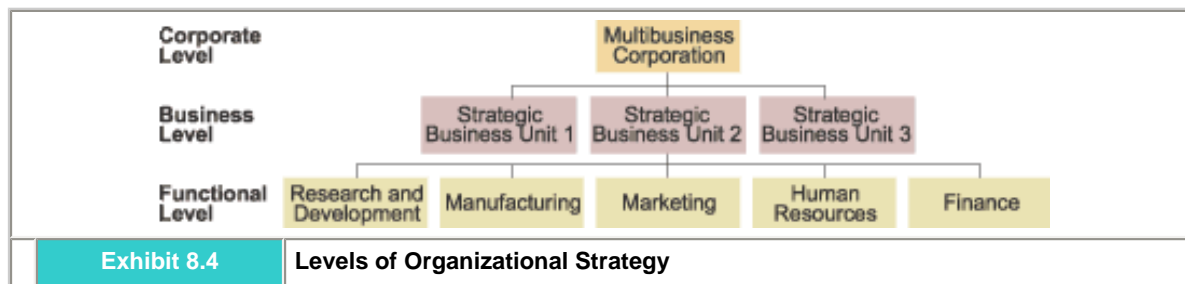 Corporate
Level
Multibusiness
Corporation
Business
Level
Strategic
Business Unit 1
Strategic
Business Unit 2
Strategic
Business Unit 3
Functional
Level
Research and
Development
Manufacturing
Marketing
Human
Resources
Finance
Exhibit 8.4
Levels of Organizational Strategy